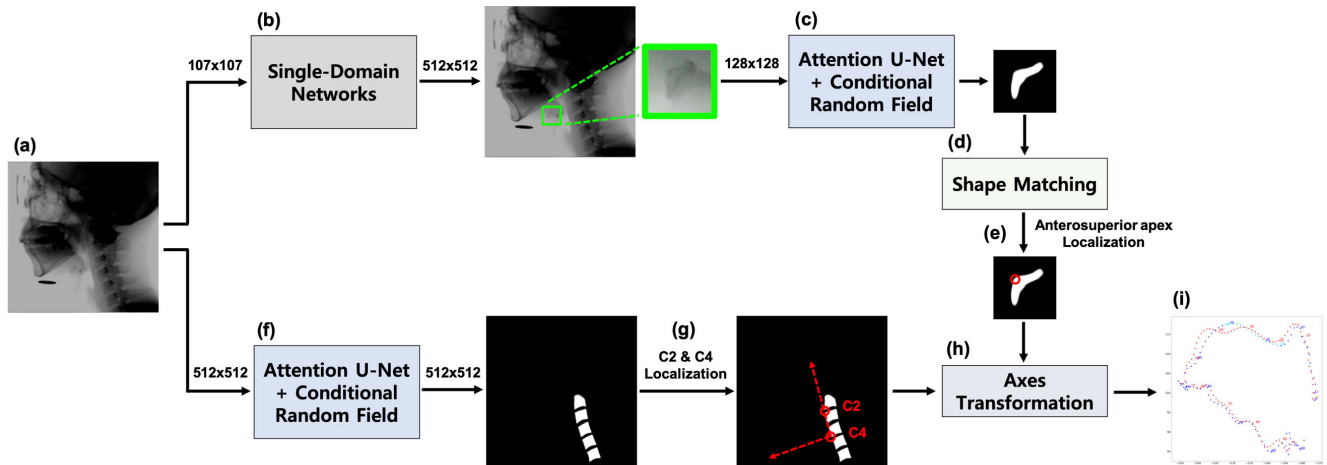 (b)
(c)
107x107
Single-Domain
Networks
512x512
128x128
Attention U-Net
+ Conditional
Random Field
(a)
(d)
Shape Matching
(e)
Anterosuperior apex
Localization
(f)
512x512
Attention U-Net
+ Conditional
Random Field
512x512
(g)
C2 & C4
Localization
C2
C4
(h)
Axes
Transformation
(i)